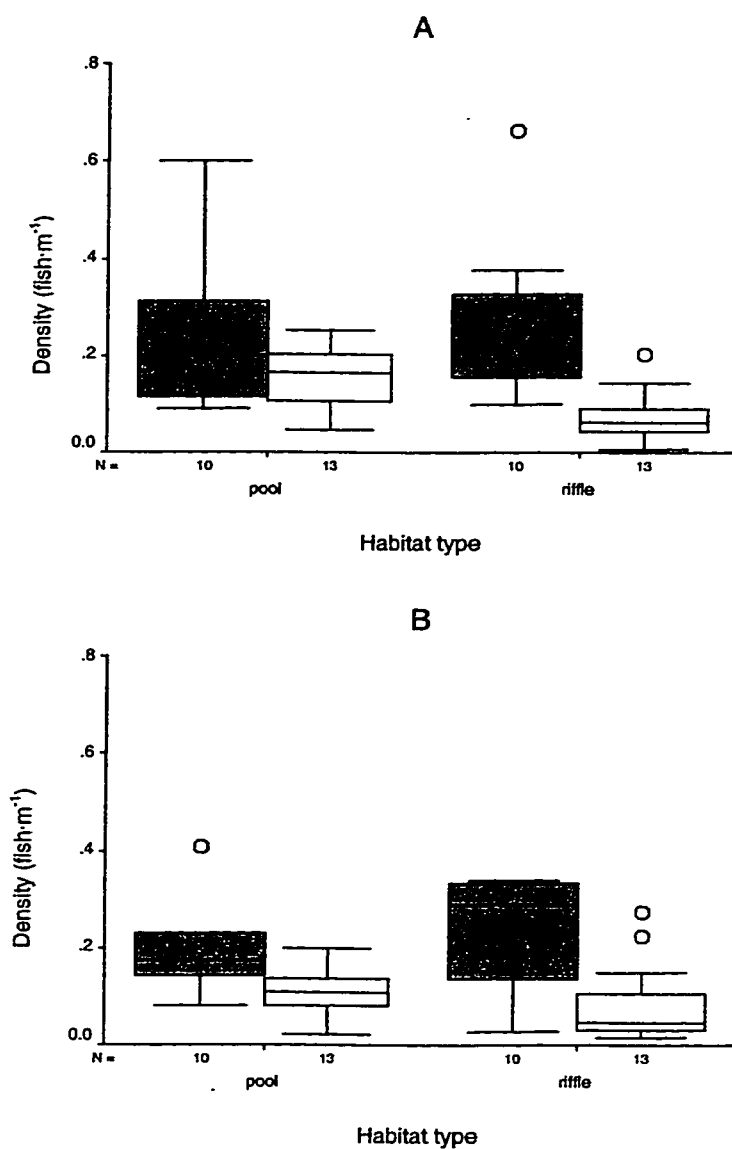 A
.8
.6
.4
.2
0.0
Density (fish·m⁻¹)
N = 10 13 10 13
pool riffle
Habitat type
B
.8
.6
.4
.2
0.0
Density (fish·m⁻¹)
N = 10 13 10 13
pool riffle
Habitat type